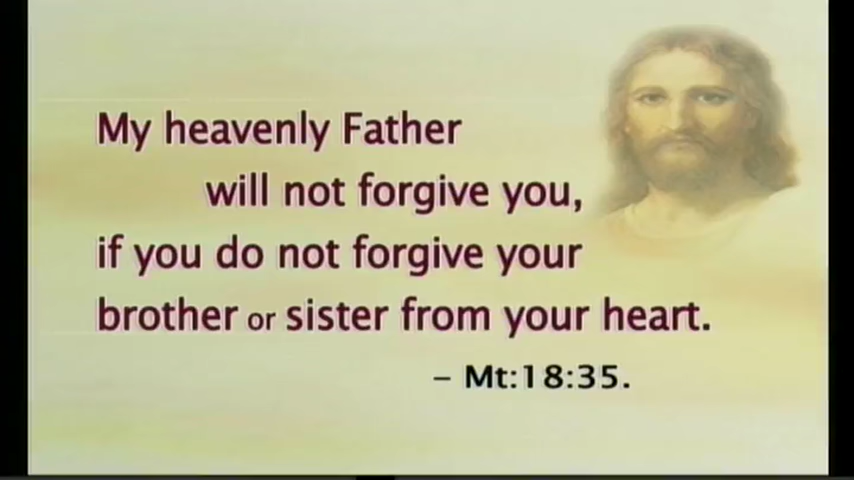 My heavenly Father
will not forgive you,
if you do not forgive your
brother or sister from your heart.
– Mt:18:35.